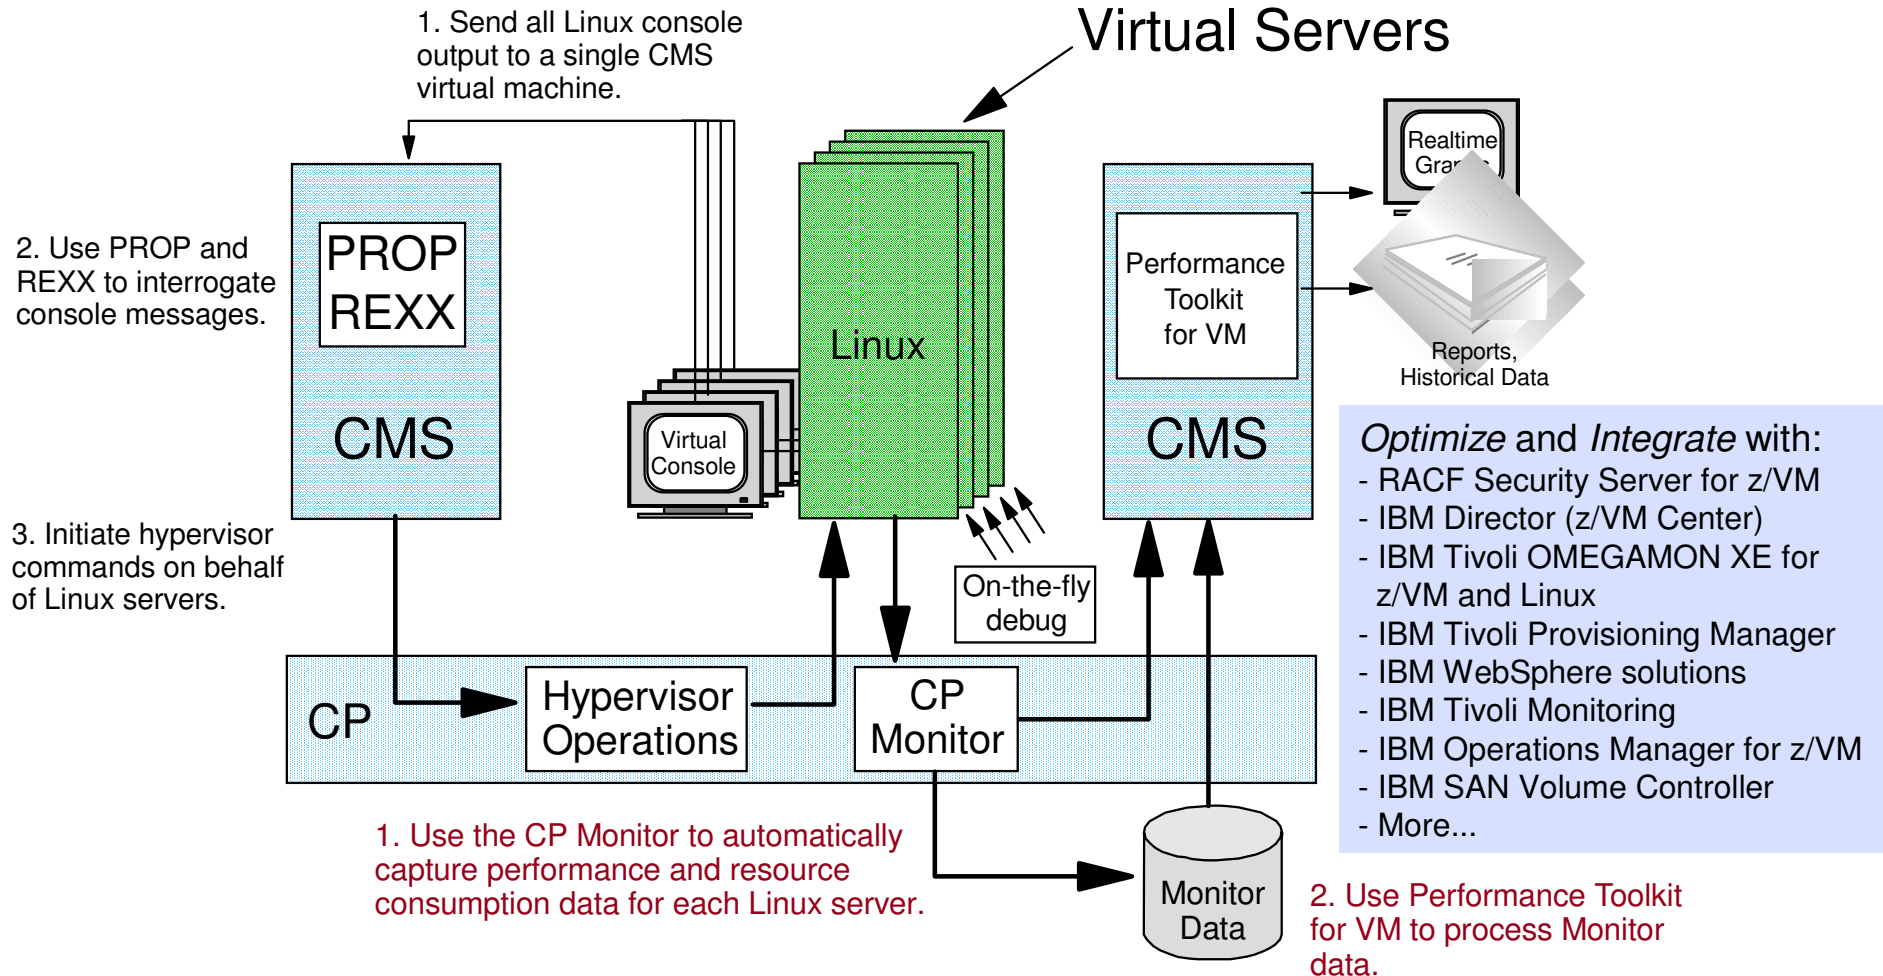 1. Send all Linux console
output to a single CMS
virtual machine.
Virtual Servers
Realtime
2. Use PROP and
REXX to interrogate
console messages.
PROP
REXX
CMS
Virtual
Console
Linux
Performance
Toolkit
for VM
CMS
Reports,
Historical Data
3. Initiate hypervisor
commands on behalf
of Linux servers.
On-the-fly
debug
CP
Hypervisor
Operations
CP
Monitor
Optimize and Integrate with:
- RACF Security Server for z/VM
- IBM Director (z/VM Center)
- IBM Tivoli OMEGAMON XE for
z/VM and Linux
- IBM Tivoli Provisioning Manager
- IBM WebSphere solutions
- IBM Tivoli Monitoring
- IBM Operations Manager for z/VM
- IBM SAN Volume Controller
- More...
1. Use the CP Monitor to automatically
capture performance and resource
consumption data for each Linux server.
Monitor
Data
2. Use Performance Toolkit
for VM to process Monitor
data.